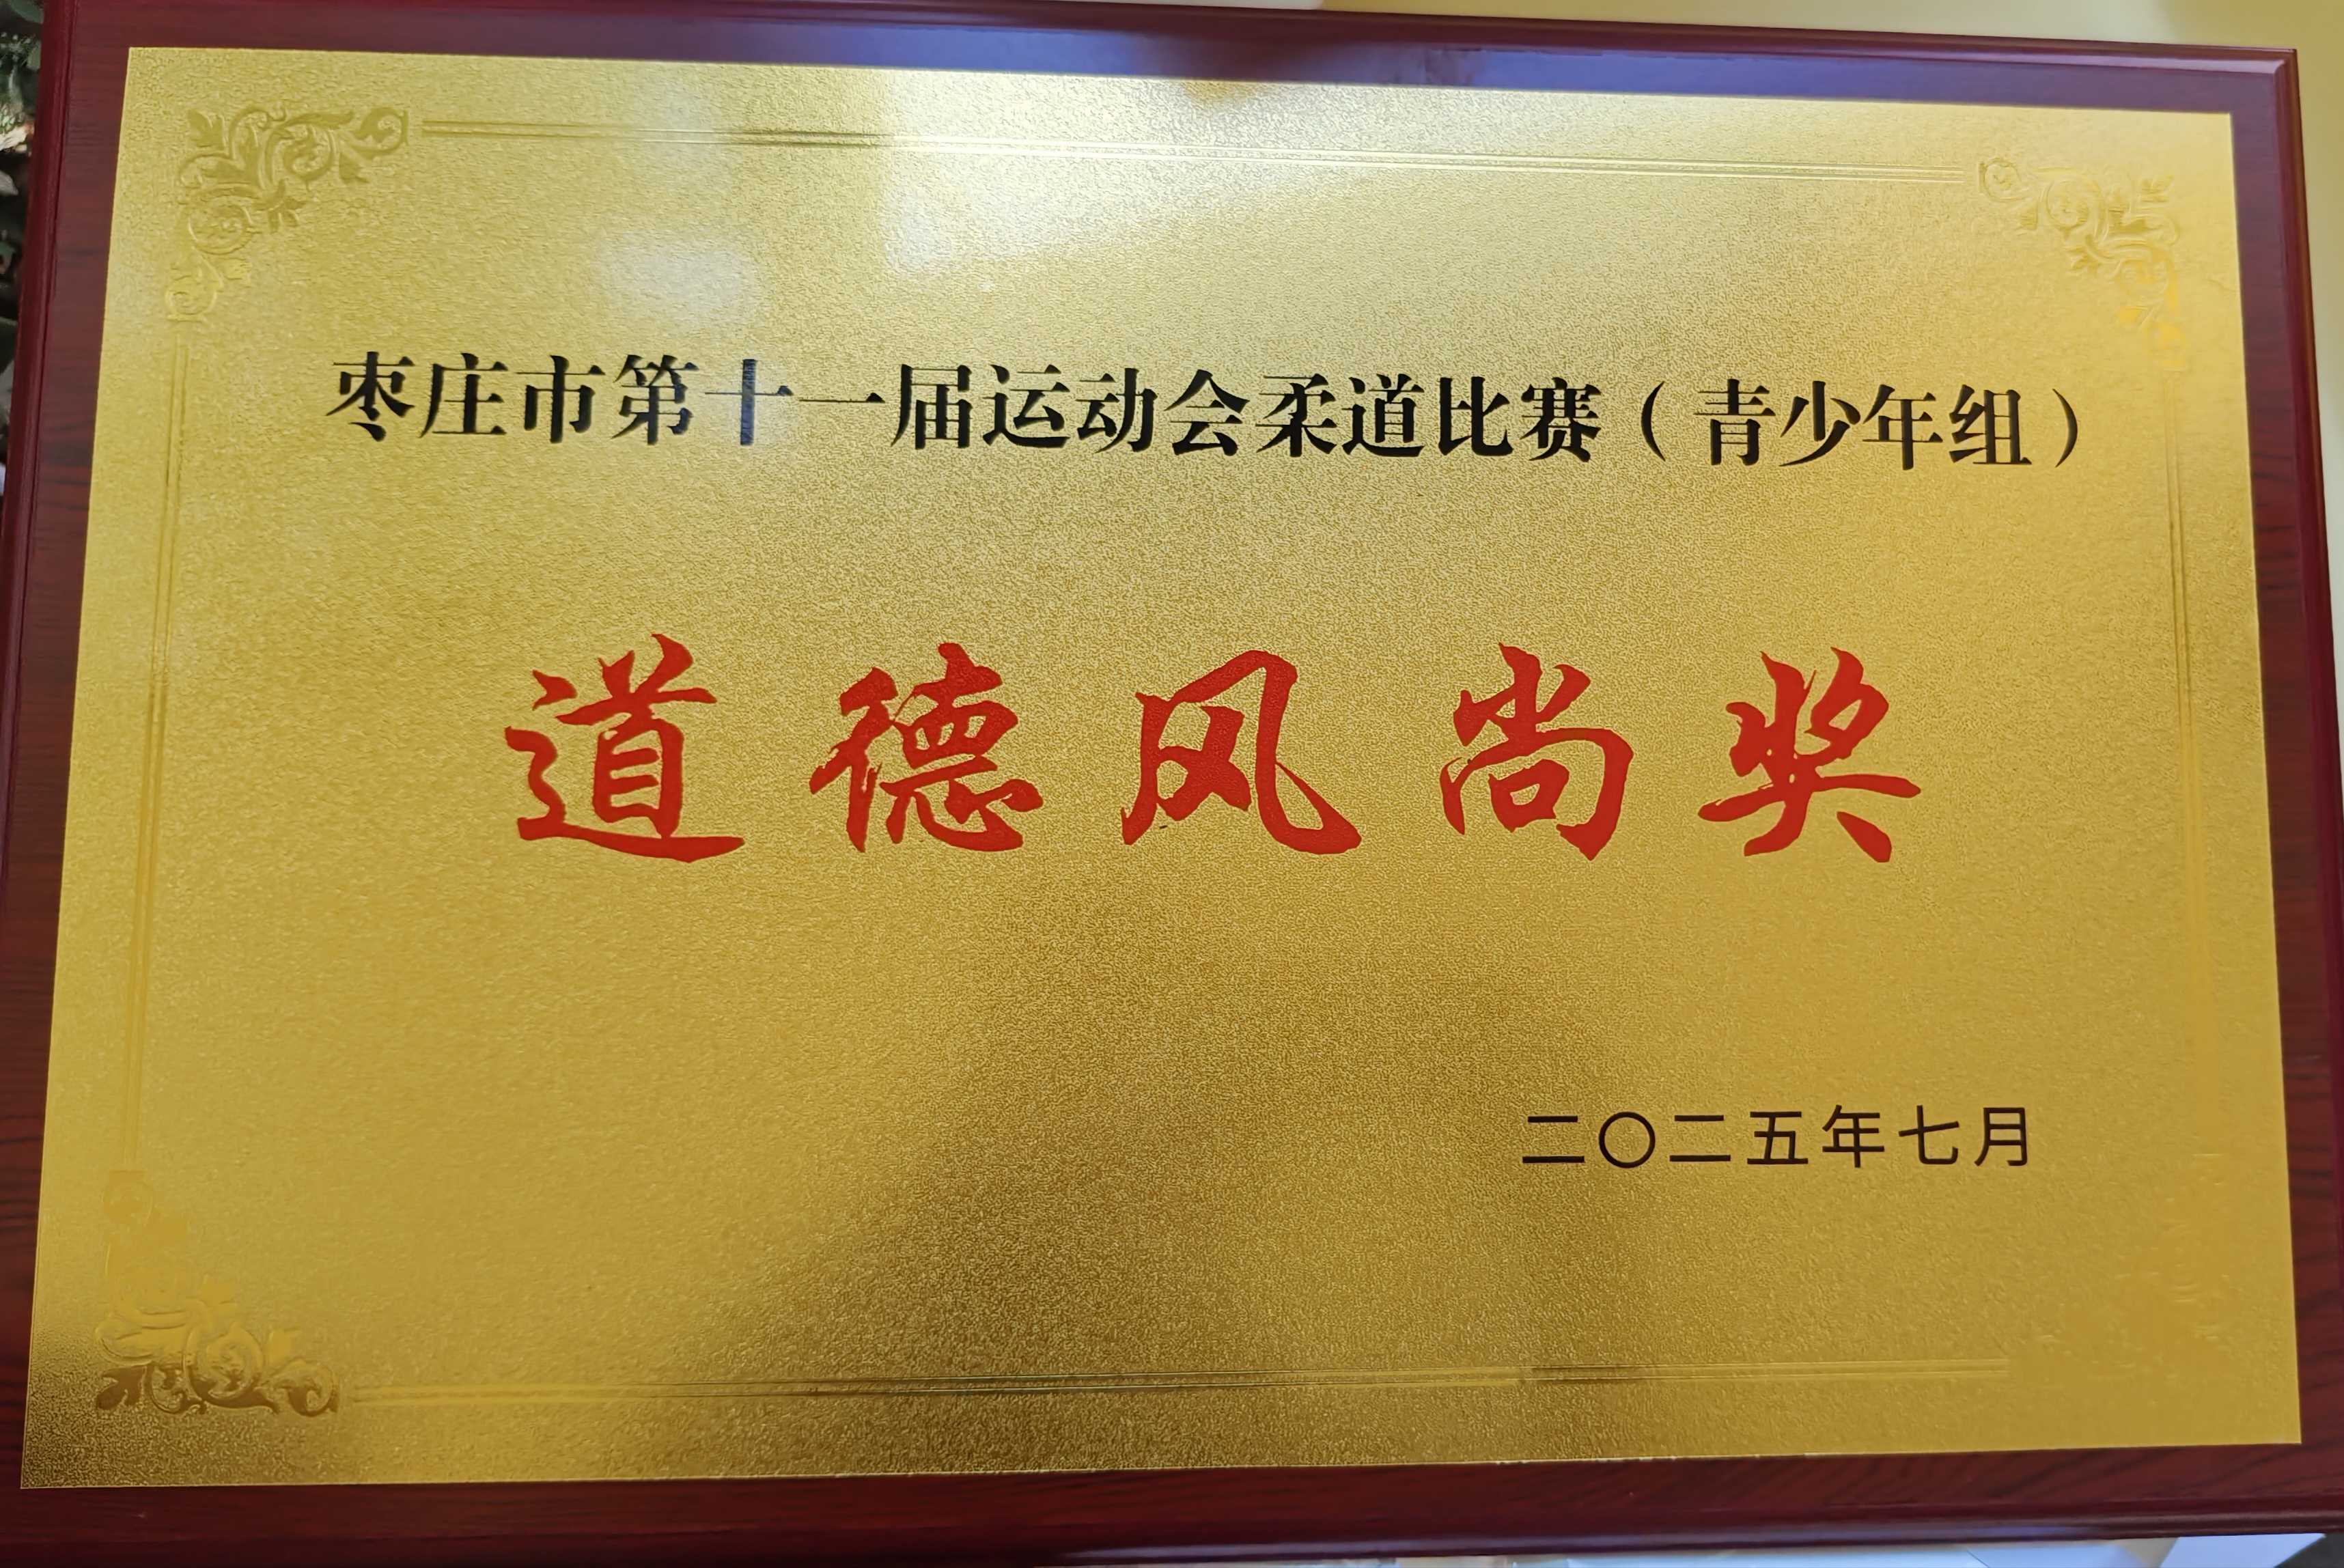 枣庄市第十一届运动会柔道比赛（青少年组）
道德风尚奖
二〇二五年七月